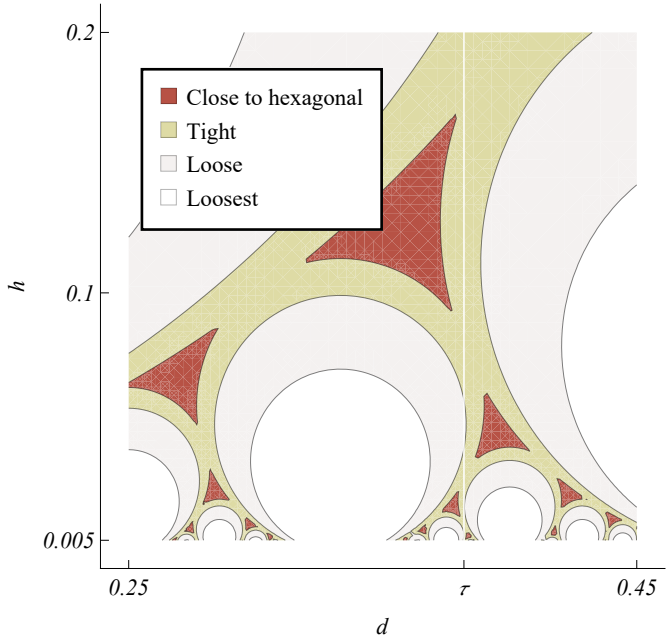 0.2
Close to hexagonal
Tight
Loose
Loosest
h
0.1
0.005
0.25
τ
0.45
d